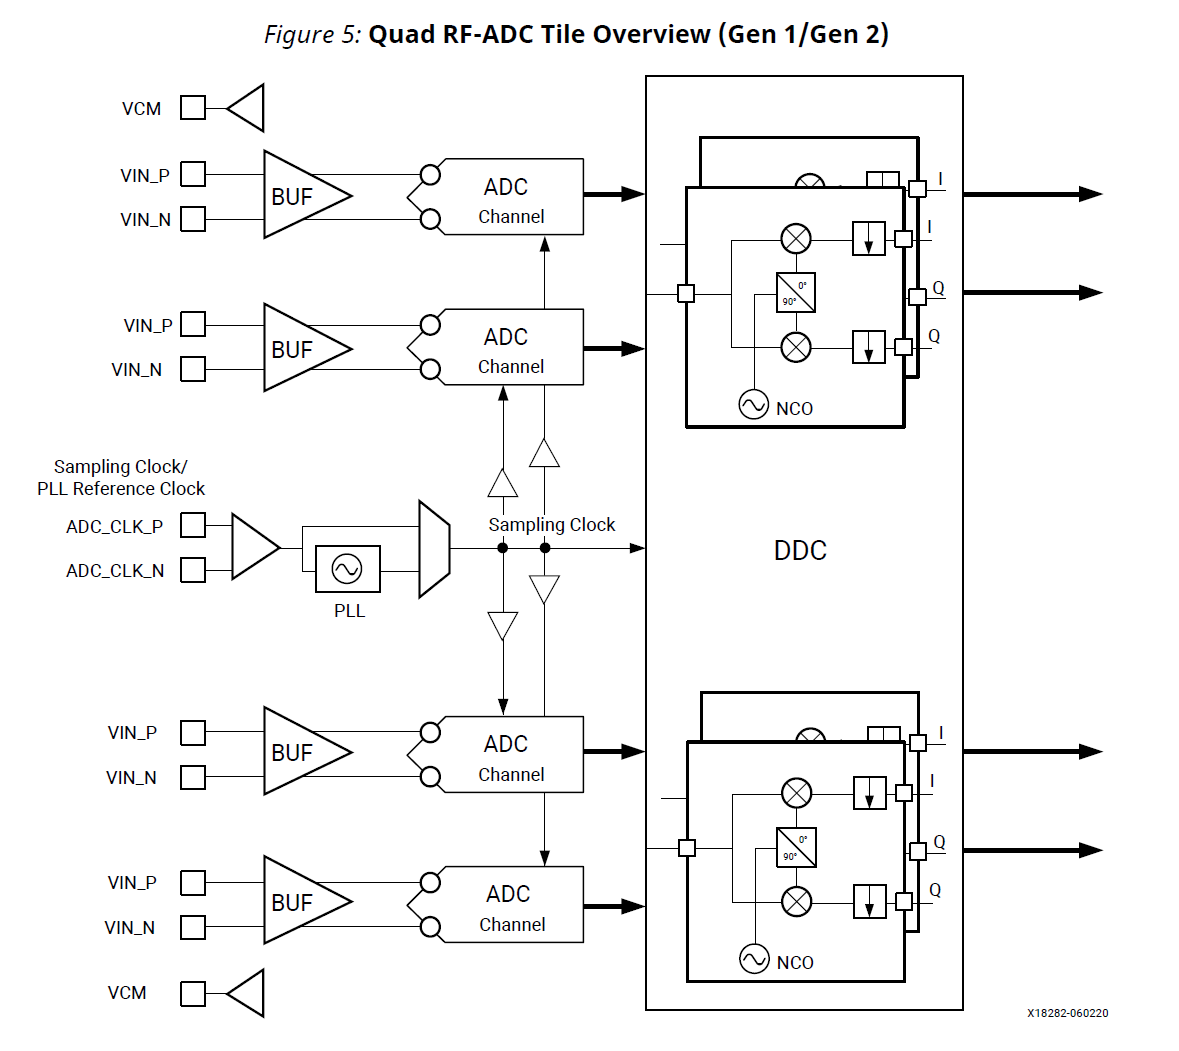 Figure 5: Quad RF-ADC Tile Overview (Gen 1/Gen 2)
VCM
VIN_P
VIN_N
BUF
ADC
Channel
I
I
Q
Q
0°
90°
NCO
VIN_P
VIN_N
BUF
ADC
Channel
Sampling Clock/
PLL Reference Clock
ADC_CLK_P
ADC_CLK_N
PLL
Sampling Clock
DDC
VIN_P
VIN_N
BUF
ADC
Channel
I
I
Q
Q
0°
90°
NCO
VIN_P
VIN_N
BUF
ADC
Channel
VCM
X18282-060220